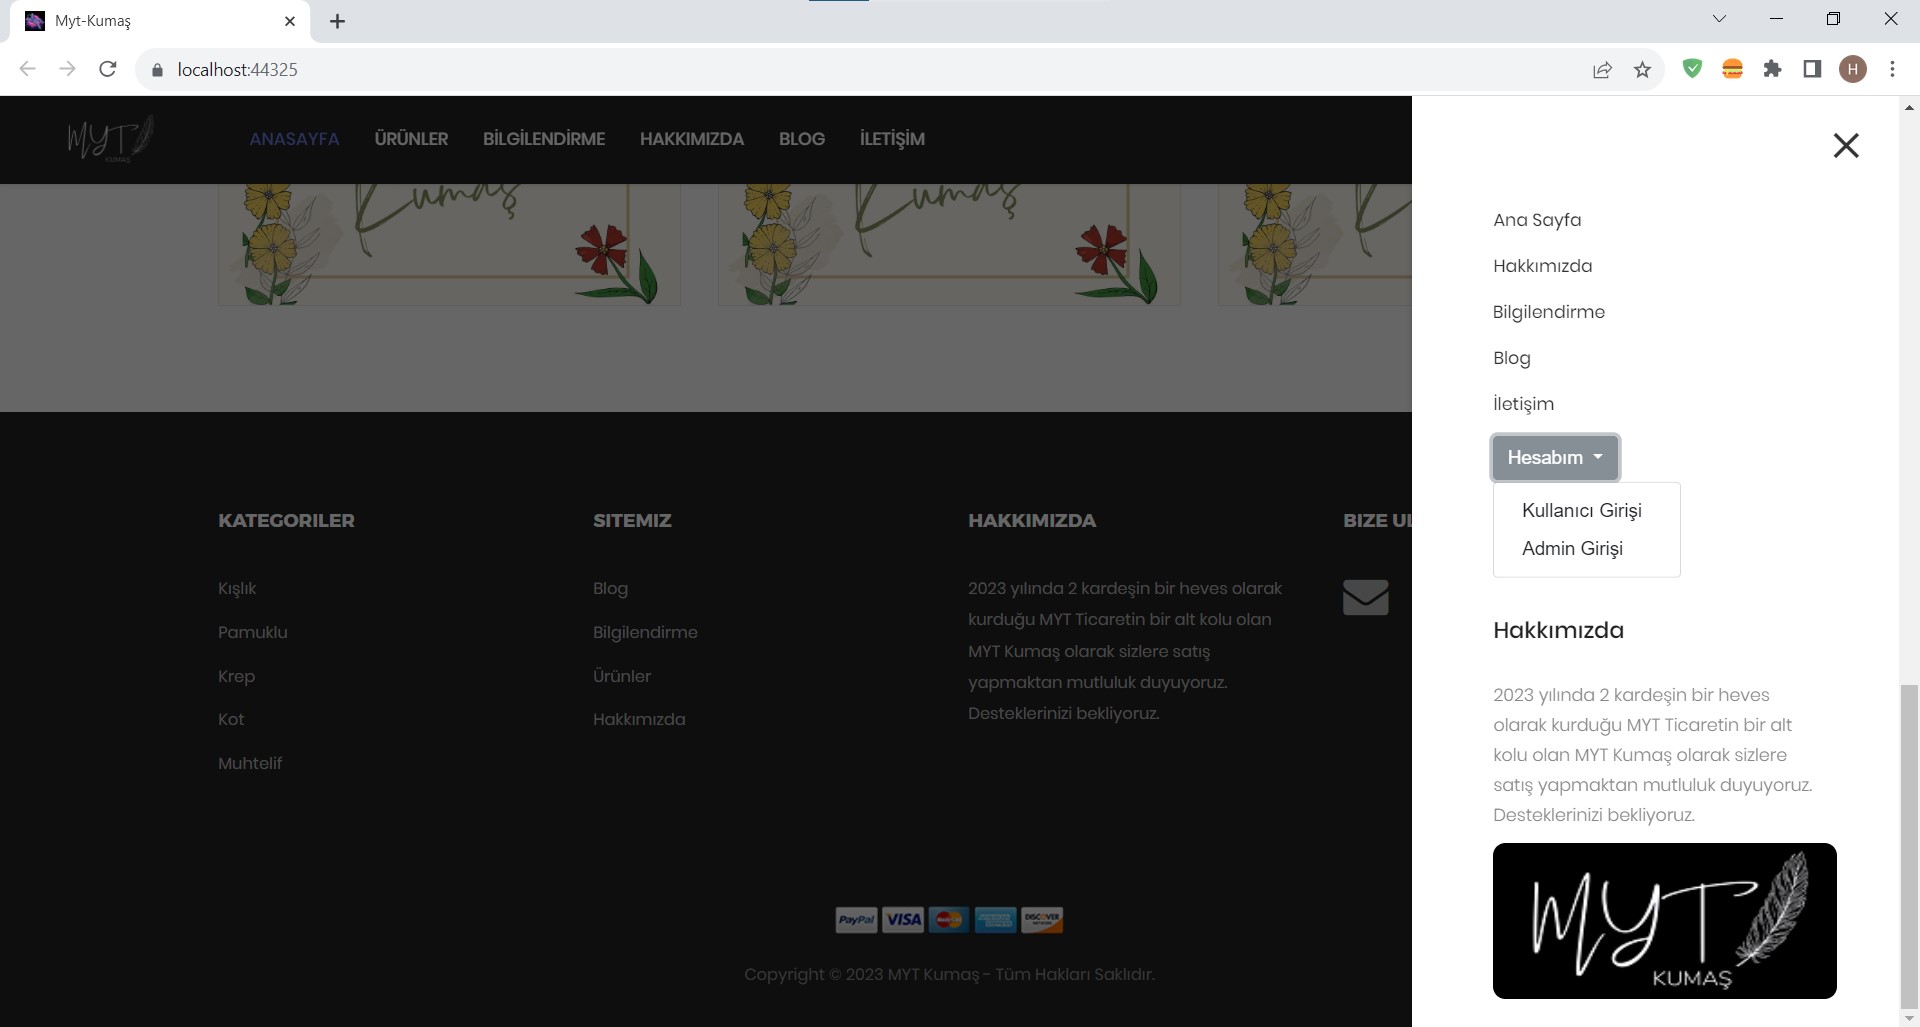 Myt-Kumaş
localhost:44325
H
MYT
KUMAŞ
ANASAYFA ÜRÜNLER BİLGİLENDİRME HAKKIMIZDA BLOG İLETİŞİM
Kumaş Kumaş
Ana Sayfa
Hakkımızda
Bilgilendirme
Blog
İletişim
Hesabım
Kullanıcı Girişi
Admin Girişi
Hakkımızda
2023 yılında 2 kardeşin bir heves
olarak kurduğu MYT Ticaretin bir alt
kolu olan MYT Kumaş olarak sizlere
satış yapmaktan mutluluk duyuyoruz.
Desteklerinizi bekliyoruz.
MYT
KUMAŞ
KATEGORILER
Kışlık
Pamuklu
Krep
Kot
Muhtelif
SITEMIZ
Blog
Bilgilendirme
Ürünler
Hakkımızda
HAKKIMIZDA
2023 yılında 2 kardeşin bir heves olarak
kurduğu MYT Ticaretin bir alt kolu olan
MYT Kumaş olarak sizlere satış
yapmaktan mutluluk duyuyoruz.
Desteklerinizi bekliyoruz.
BIZE UL
PayPal VISA MasterCard DISCOVER
Copyright © 2023 MYT Kumaş - Tüm Hakları Saklıdır.